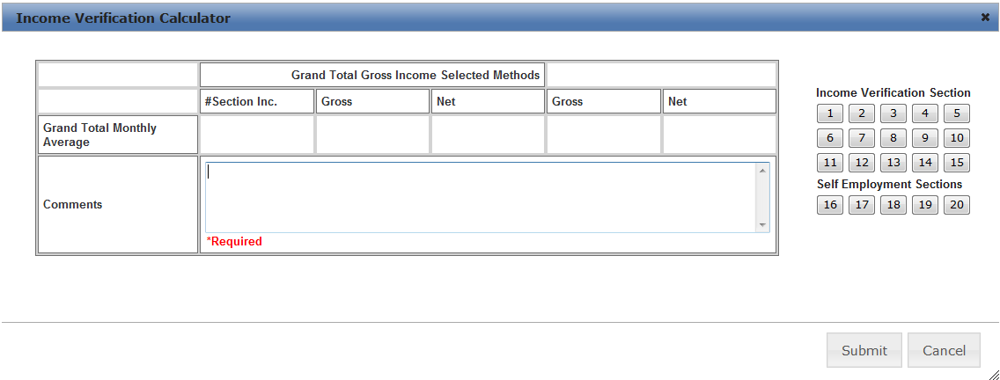 Income Verification Calculator
Grand Total Gross Income Selected Methods
#Section Inc. Gross Net Gross Net
Grand Total Monthly
Average
Comments
*Required
Income Verification Section
1 2 3 4 5
6 7 8 9 10
11 12 13 14 15
Self Employment Sections
16 17 18 19 20
Submit Cancel